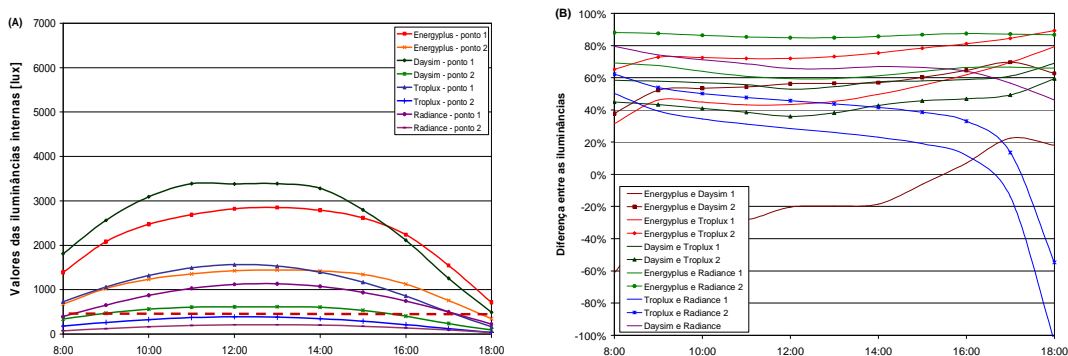 (A)
Valores das iluminâncias internas [lux]
7000
6000
5000
4000
3000
2000
1000
0
8:00 10:00 12:00 14:00 16:00 18:00
Energyplus - ponto 1
Energyplus - ponto 2
Daysim - ponto 1
Daysim - ponto 2
Troplux - ponto 1
Troplux - ponto 2
Radiance - ponto 1
Radiance - ponto 2
(B)
Diferença entre as iluminâncias
100%
80%
60%
40%
20%
0%
-20%
-40%
-60%
-80%
-100%
8:00 10:00 12:00 14:00 16:00 18:00
Energyplus e Daysim 1
Energyplus e Daysim 2
Energyplus e Troplux 1
Energyplus e Troplux 2
Daysim e Troplux 1
Daysim e Troplux 2
Energyplus e Radiance 1
Energyplus e Radiance 2
Troplux e Radiance 1
Troplux e Radiance 2
Daysim e Radiance